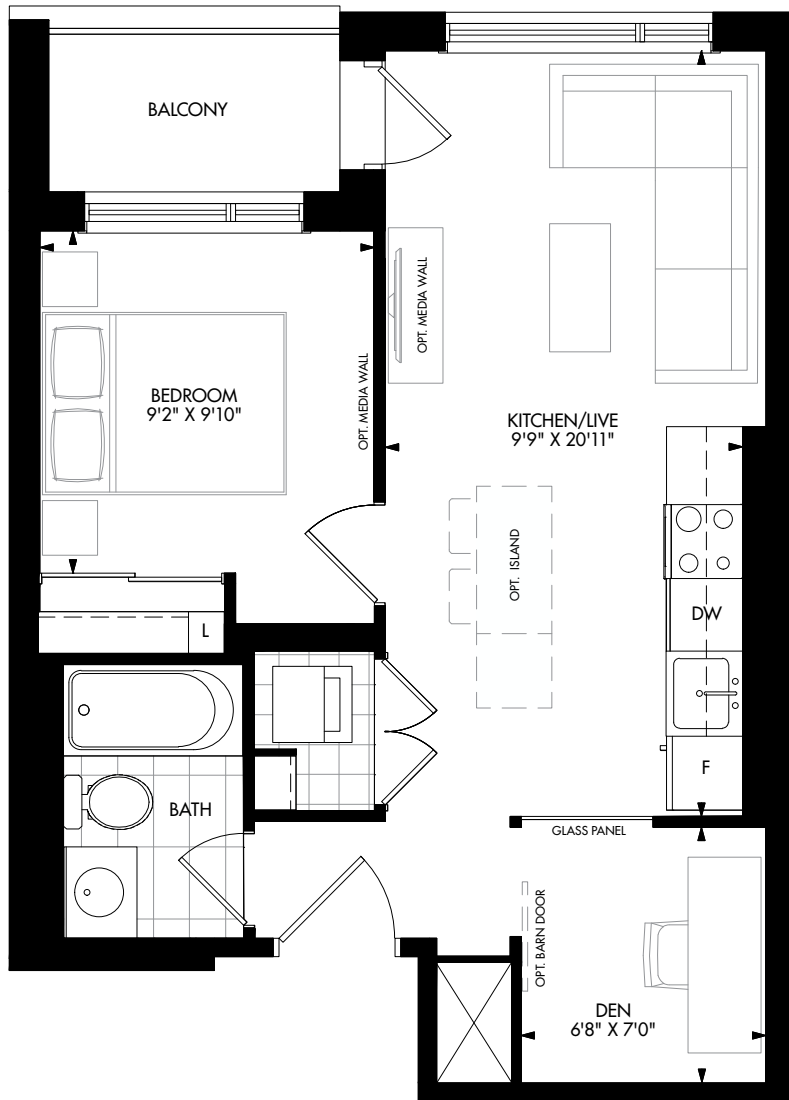 BALCONY
OPT. MEDIA WALL
BEDROOM
9'2" X 9'10"
OPT. MEDIA WALL
KITCHEN/LIVE
9'9" X 20'11"
OPT. ISLAND
DW
L
F
BATH
GLASS PANEL
OPT. BARN DOOR
DEN
6'8" X 7'0"